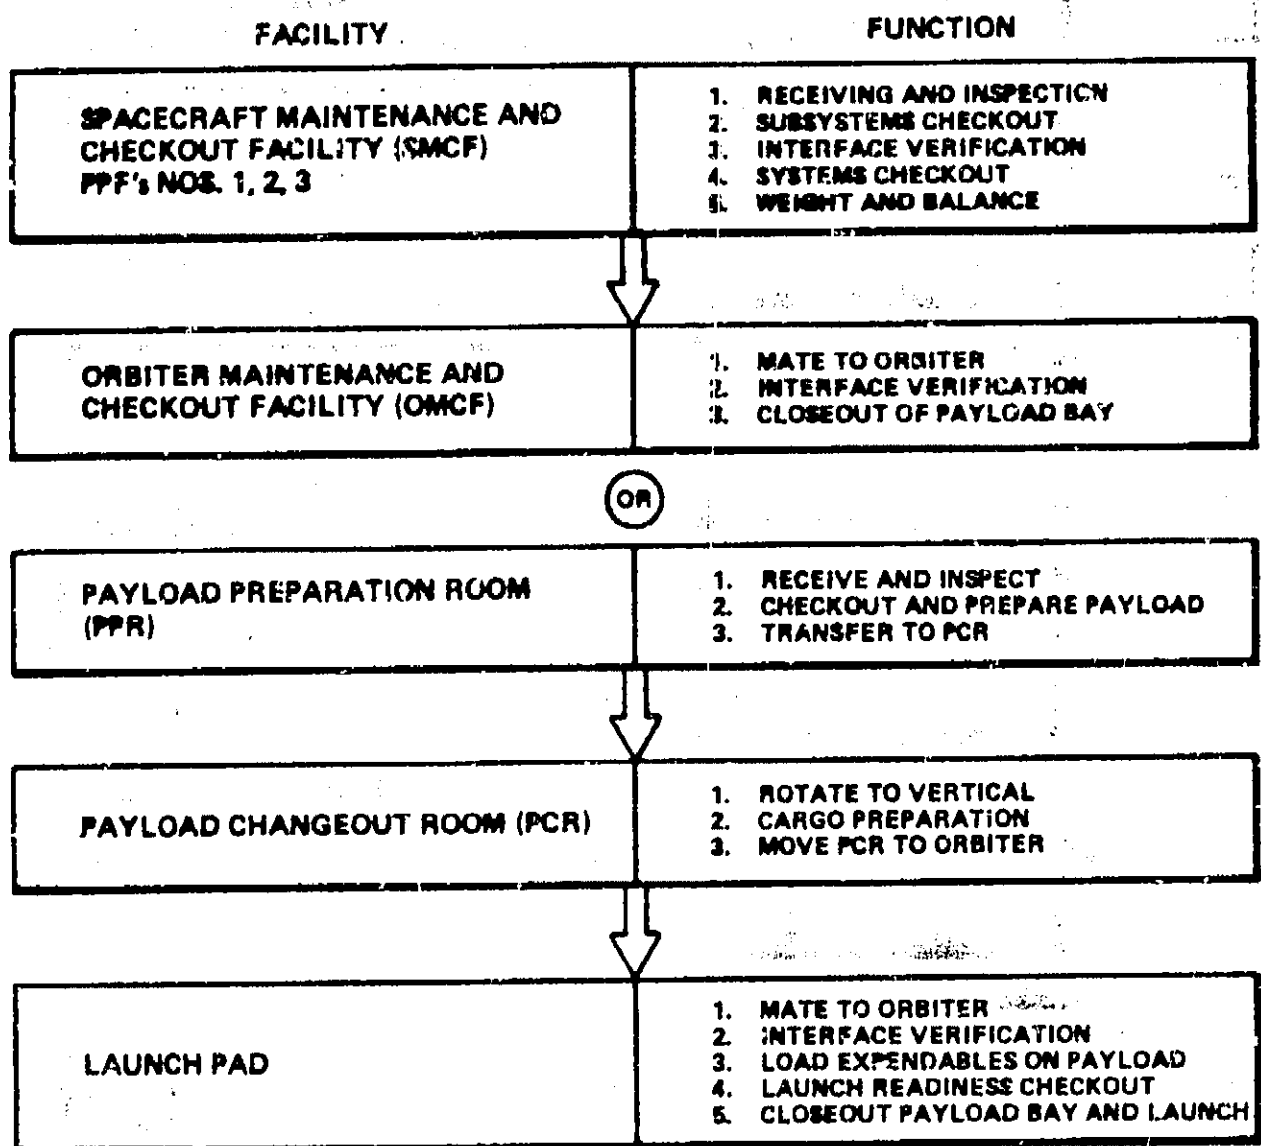 FACILITY
FUNCTION
SPACECRAFT MAINTENANCE AND
CHECKOUT FACILITY (SMCF)
PPF's NOS. 1, 2, 3
1. RECEIVING AND INSPECTION
2. SUBSYSTEMS CHECKOUT
3. INTERFACE VERIFICATION
4. SYSTEMS CHECKOUT
5. WEIGHT AND BALANCE
ORBITER MAINTENANCE AND
CHECKOUT FACILITY (OMCF)
1. MATE TO ORBITER
2. INTERFACE VERIFICATION
3. CLOSEOUT OF PAYLOAD BAY
OR
PAYLOAD PREPARATION ROOM
(PPR)
1. RECEIVE AND INSPECT
2. CHECKOUT AND PREPARE PAYLOAD
3. TRANSFER TO PCR
PAYLOAD CHANGEOUT ROOM (PCR)
1. ROTATE TO VERTICAL
2. CARGO PREPARATION
3. MOVE PCR TO ORBITER
LAUNCH PAD
1. MATE TO ORBITER
2. INTERFACE VERIFICATION
3. LOAD EXPENDABLES ON PAYLOAD
4. LAUNCH READINESS CHECKOUT
5. CLOSEOUT PAYLOAD BAY AND LAUNCH